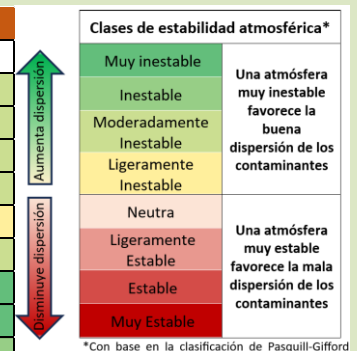 Clases de estabilidad atmosférica*
Aumenta dispersión
Muy inestable
Inestable
Moderadamente
Inestable
Ligeramente
Inestable
Una atmósfera
muy inestable
favorece la
buena
dispersión de los
contaminantes
Disminuye dispersión
Neutra
Ligeramente
Estable
Estable
Muy Estable
Una atmósfera
muy estable
favorece la mala
dispersión de los
contaminantes
*Con base en la clasificación de Pasquill-Gifford